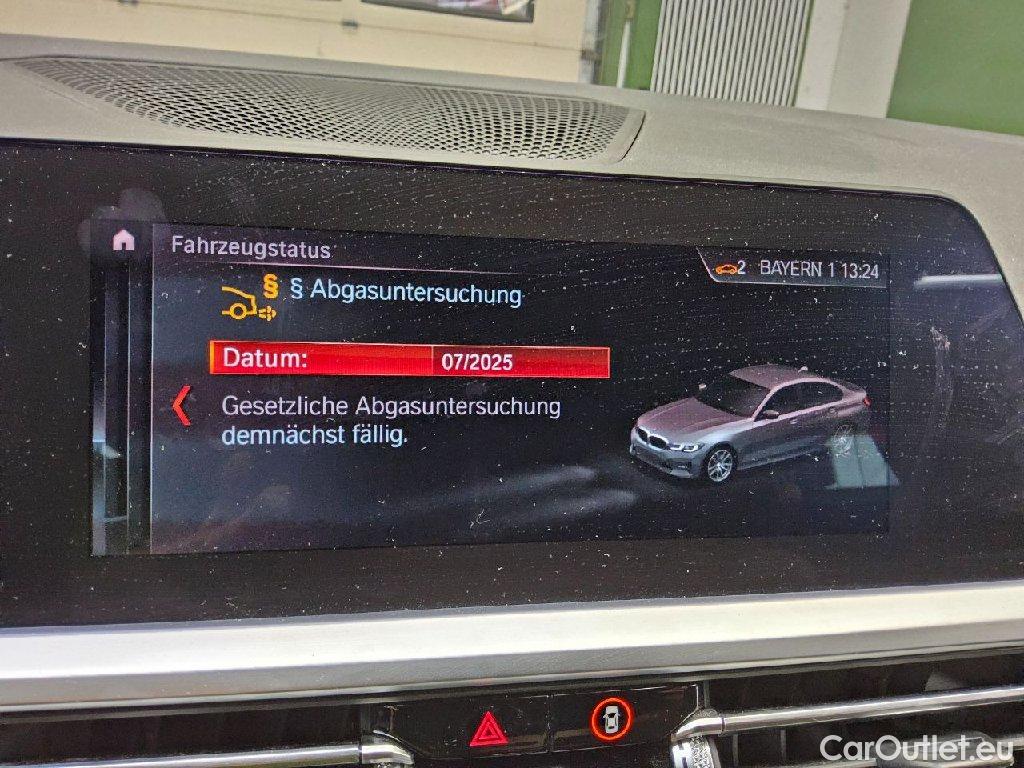 Fahrzeugstatus
2 BAYERN 1 13:24
§ § Abgasuntersuchung
Datum: 07/2025
Gesetzliche Abgasuntersuchung
demnächst fällig.
CarOutlet.eu